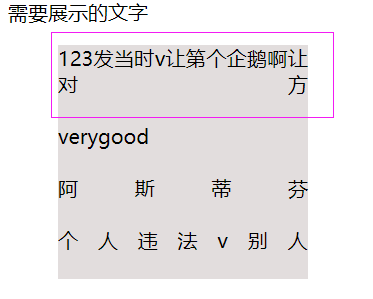 需要展示的文字
123发当时v让第个企鹅啊让
对方
verygood
阿斯蒂芬
个人违法v别人